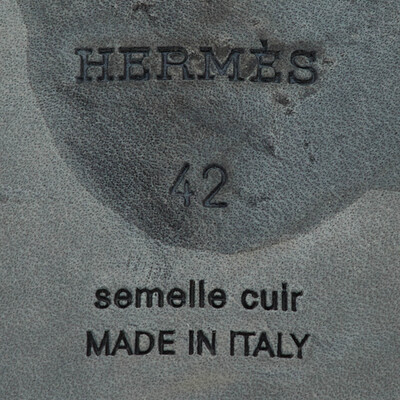 HERMÈS
42
semelle cuir
MADE IN ITALY